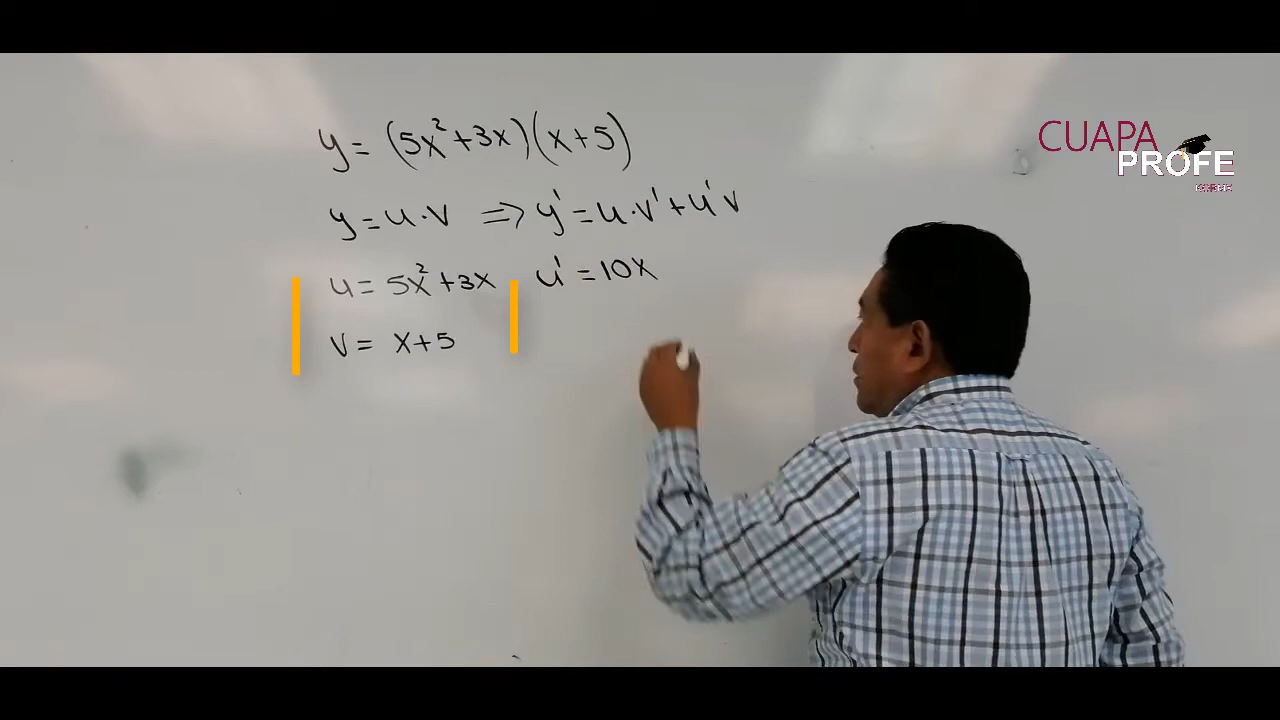 y = (5x²+3x)(x+5)
y = u·v ⇒ y' = u·v' + u'v
u = 5x²+3x u' = 10x
v = x+5
CUAPA
PROFE